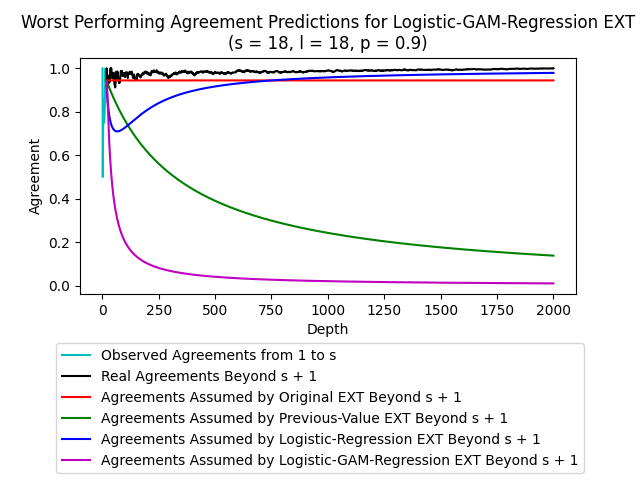 Worst Performing Agreement Predictions for Logistic-GAM-Regression EXT
(s = 18, l = 18, p = 0.9)
1.0
0.8
0.6
0.4
0.2
0.0
Agreement
0 250 500 750 1000 1250 1500 1750 2000
Depth
Observed Agreements from 1 to s
Real Agreements Beyond s + 1
Agreements Assumed by Original EXT Beyond s + 1
Agreements Assumed by Previous-Value EXT Beyond s + 1
Agreements Assumed by Logistic-Regression EXT Beyond s + 1
Agreements Assumed by Logistic-GAM-Regression EXT Beyond s + 1